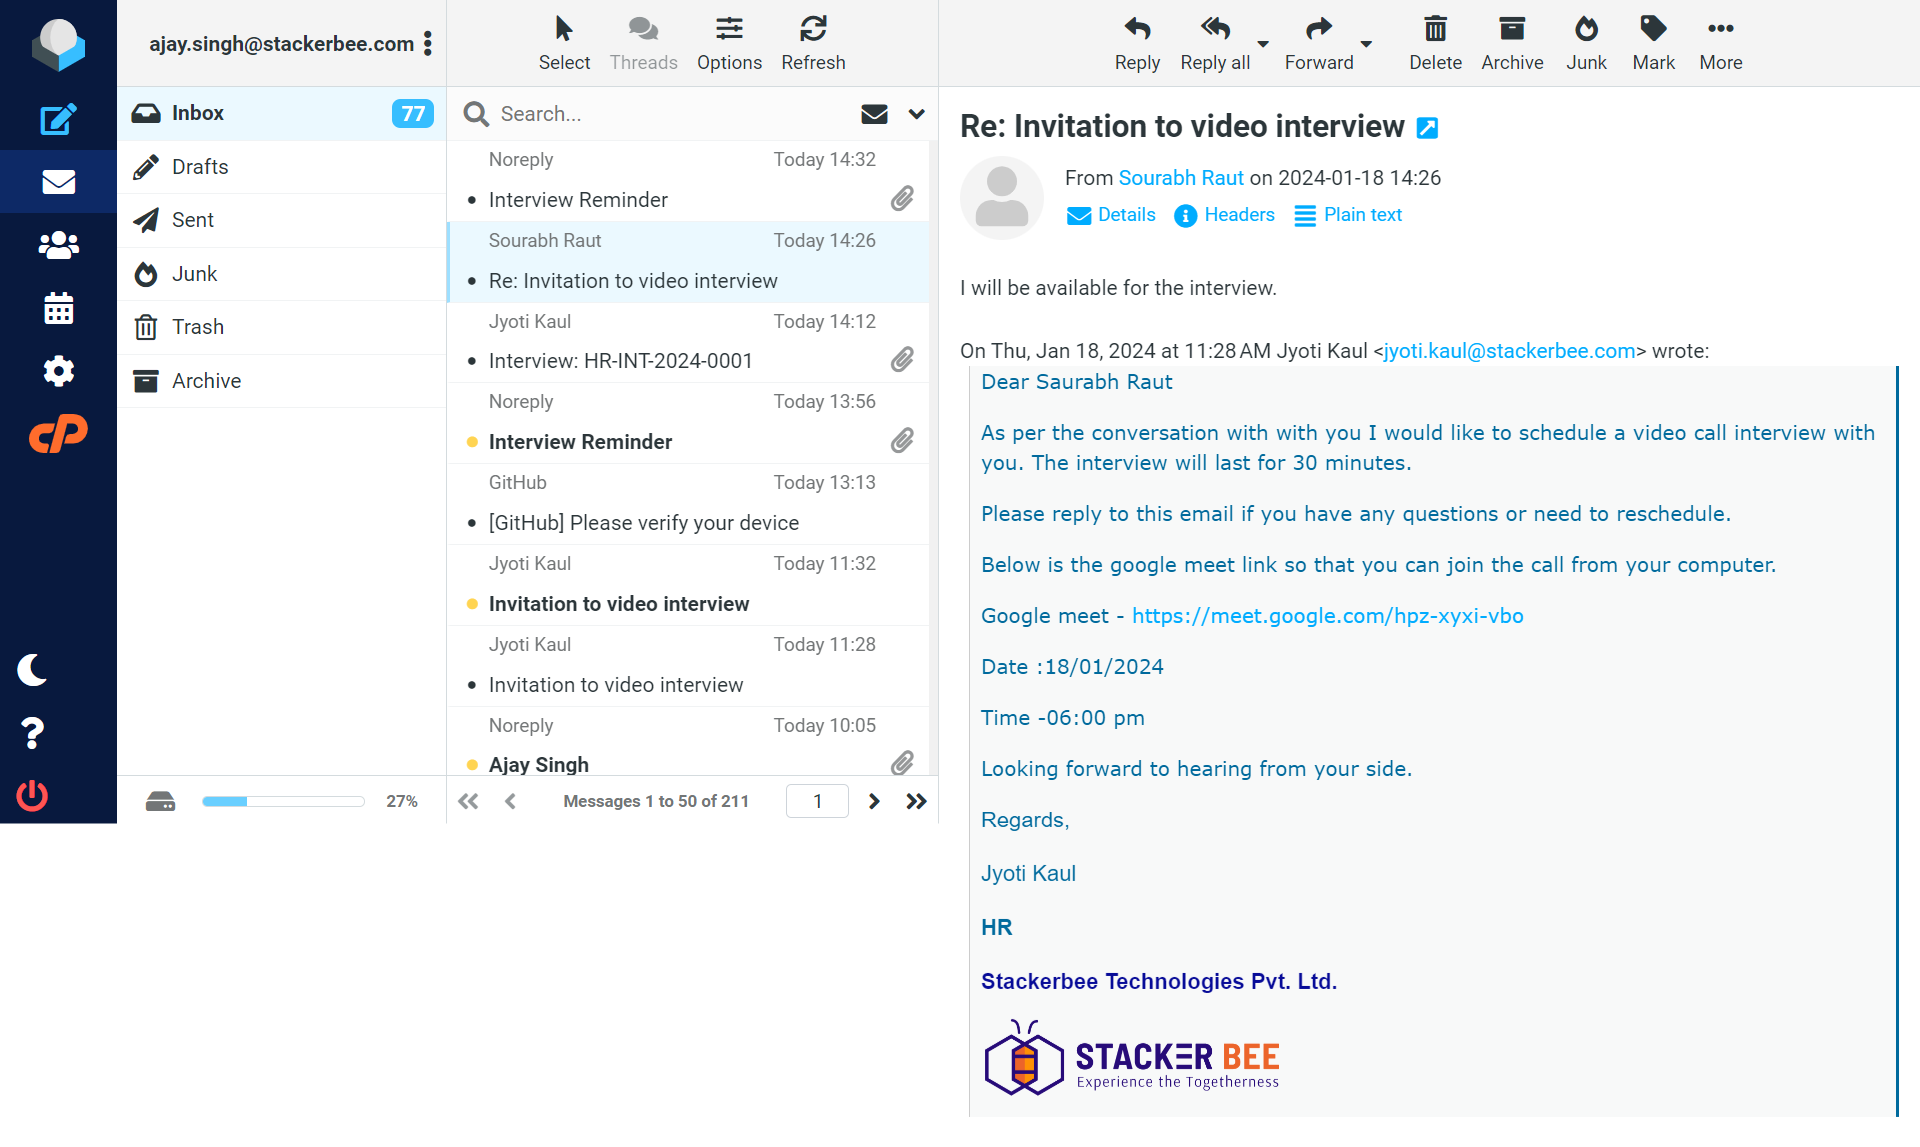 ajay.singh@stackerbee.com
Inbox 77
Drafts
Sent
Junk
Trash
Archive
27%
Select Threads Options Refresh
Search...
Noreply Today 14:32
Interview Reminder
Sourabh Raut Today 14:26
Re: Invitation to video interview
Jyoti Kaul Today 14:12
Interview: HR-INT-2024-0001
Noreply Today 13:56
Interview Reminder
GitHub Today 13:13
[GitHub] Please verify your device
Jyoti Kaul Today 11:32
Invitation to video interview
Jyoti Kaul Today 11:28
Invitation to video interview
Noreply Today 10:05
Ajay Singh
Messages 1 to 50 of 211 1
Reply Reply all Forward Delete Archive Junk Mark More
Re: Invitation to video interview
From Sourabh Raut on 2024-01-18 14:26
Details Headers Plain text
I will be available for the interview.
On Thu, Jan 18, 2024 at 11:28 AM Jyoti Kaul <jyoti.kaul@stackerbee.com> wrote:
Dear Saurabh Raut
As per the conversation with with you I would like to schedule a video call interview with
you. The interview will last for 30 minutes.
Please reply to this email if you have any questions or need to reschedule.
Below is the google meet link so that you can join the call from your computer.
Google meet - https://meet.google.com/hpz-xyxi-vbo
Date :18/01/2024
Time -06:00 pm
Looking forward to hearing from your side.
Regards,
Jyoti Kaul
HR
Stackerbee Technologies Pvt. Ltd.
STACKER BEE
Experience the Togetherness